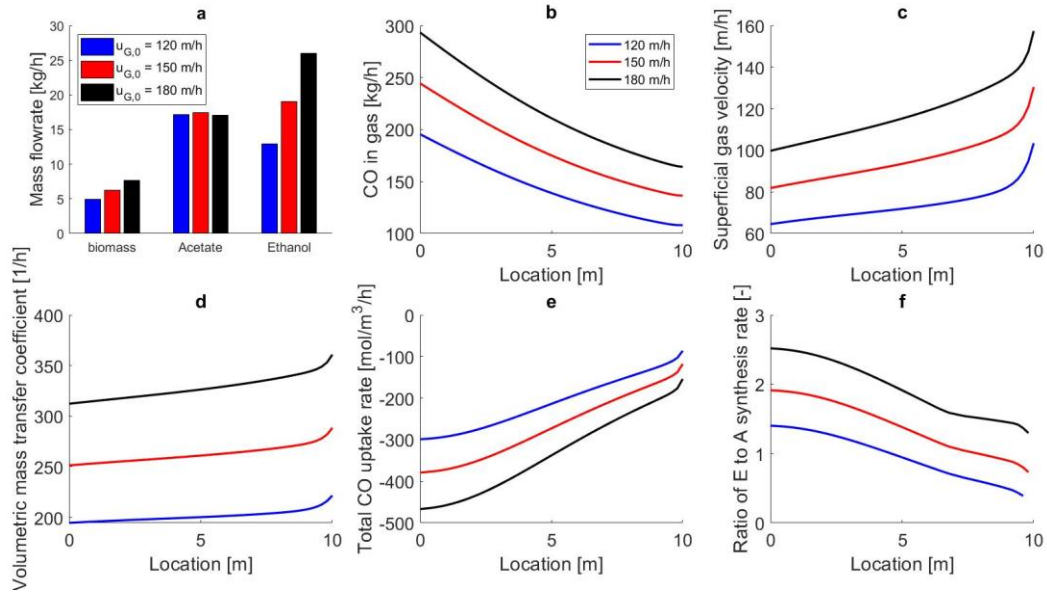 a
Mass flowrate [kg/h]
30
25
20
15
10
5
0
u_G,0 = 120 m/h
u_G,0 = 150 m/h
u_G,0 = 180 m/h
biomass Acetate Ethanol
b
CO in gas [kg/h]
300
250
200
150
100
120 m/h
150 m/h
180 m/h
0 5 10
Location [m]
c
Superficial gas velocity [m/h]
160
140
120
100
80
60
0 5 10
Location [m]
d
Volumetric mass transfer coefficient [1/h]
400
350
300
250
200
0 5 10
Location [m]
e
Total CO uptake rate [mol/m³/h]
0
-100
-200
-300
-400
-500
0 5 10
Location [m]
f
Ratio of E to A synthesis rate [-]
3
2
1
0
0 5 10
Location [m]